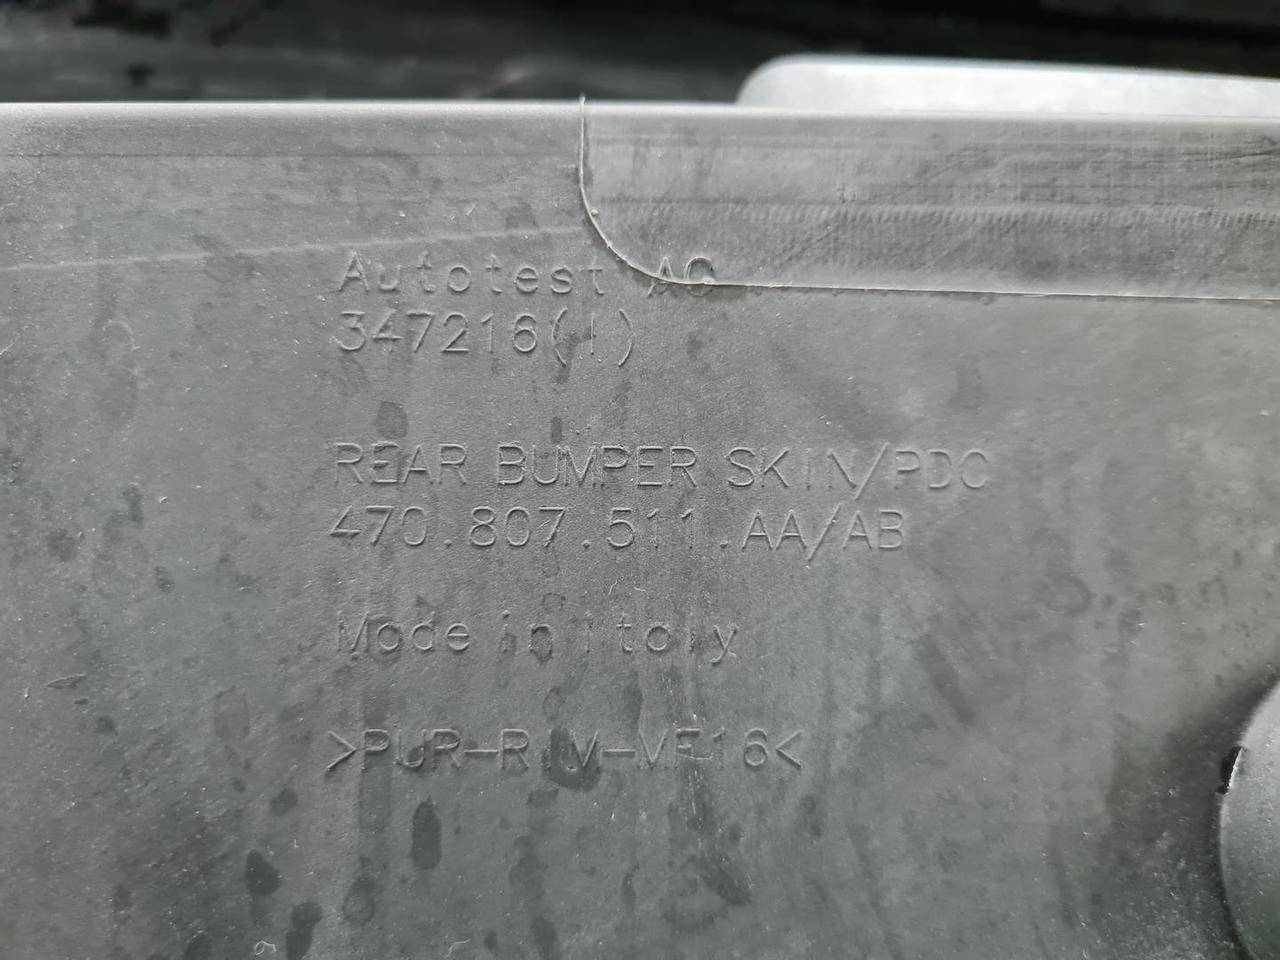 Autotest AG
347216(I)
REAR BUMPER SKIN/PDC
470.807.511.AA/AB
Made in Italy
>PUR-RIM-MF16<